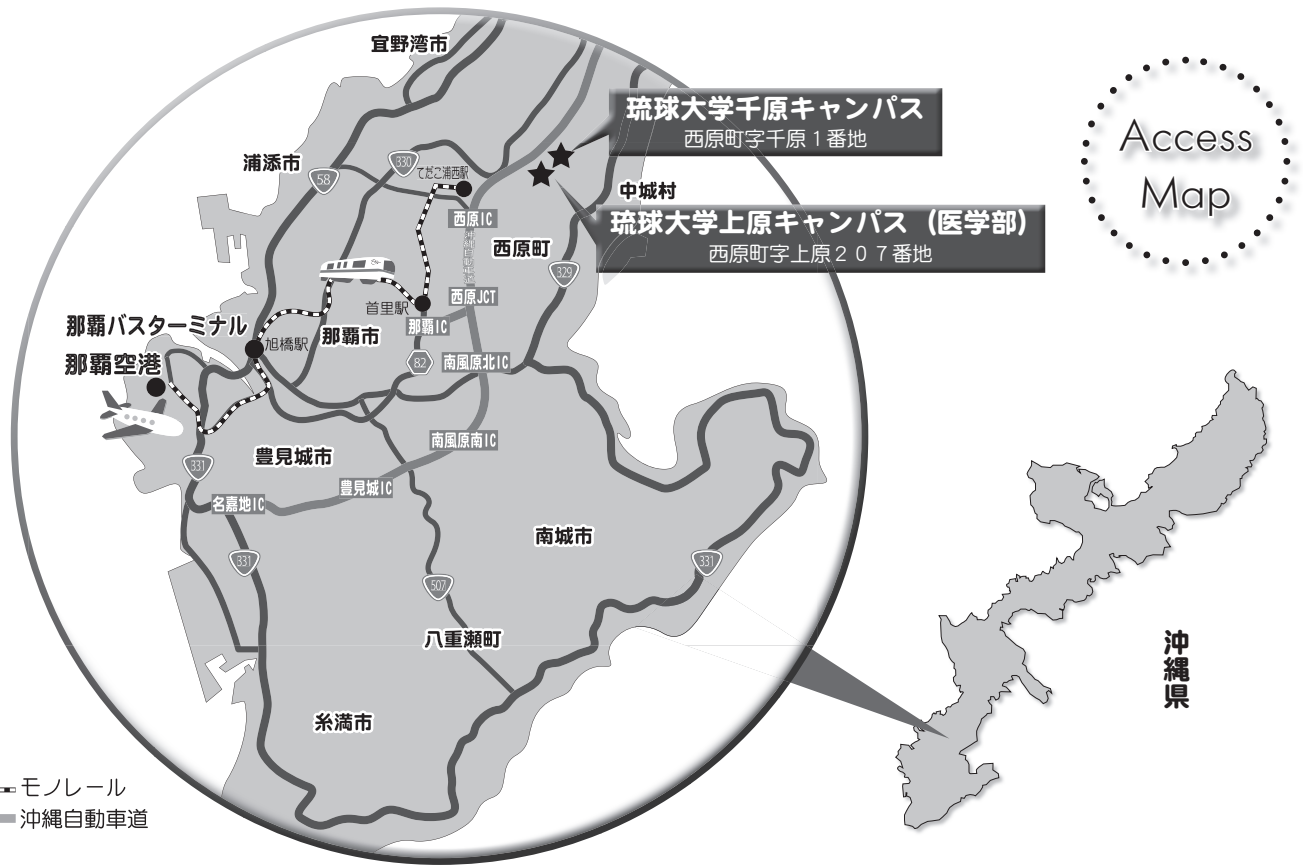 宜野湾市
琉球大学千原キャンパス
西原町字千原１番地
Access
Map
浦添市
330
てだこ浦西駅
58
中城村
琉球大学上原キャンパス（医学部）
西原町字上原２０７番地
西原IC
沖縄自動車道
西原町
329
西原JCT
首里駅
那覇IC
那覇バスターミナル
旭橋駅
那覇市
那覇空港
82
南風原北IC
南風原南IC
豊見城市
331
豊見城IC
名嘉地IC
南城市
331
331
507
八重瀬町
沖縄県
糸満市
モノレール
沖縄自動車道